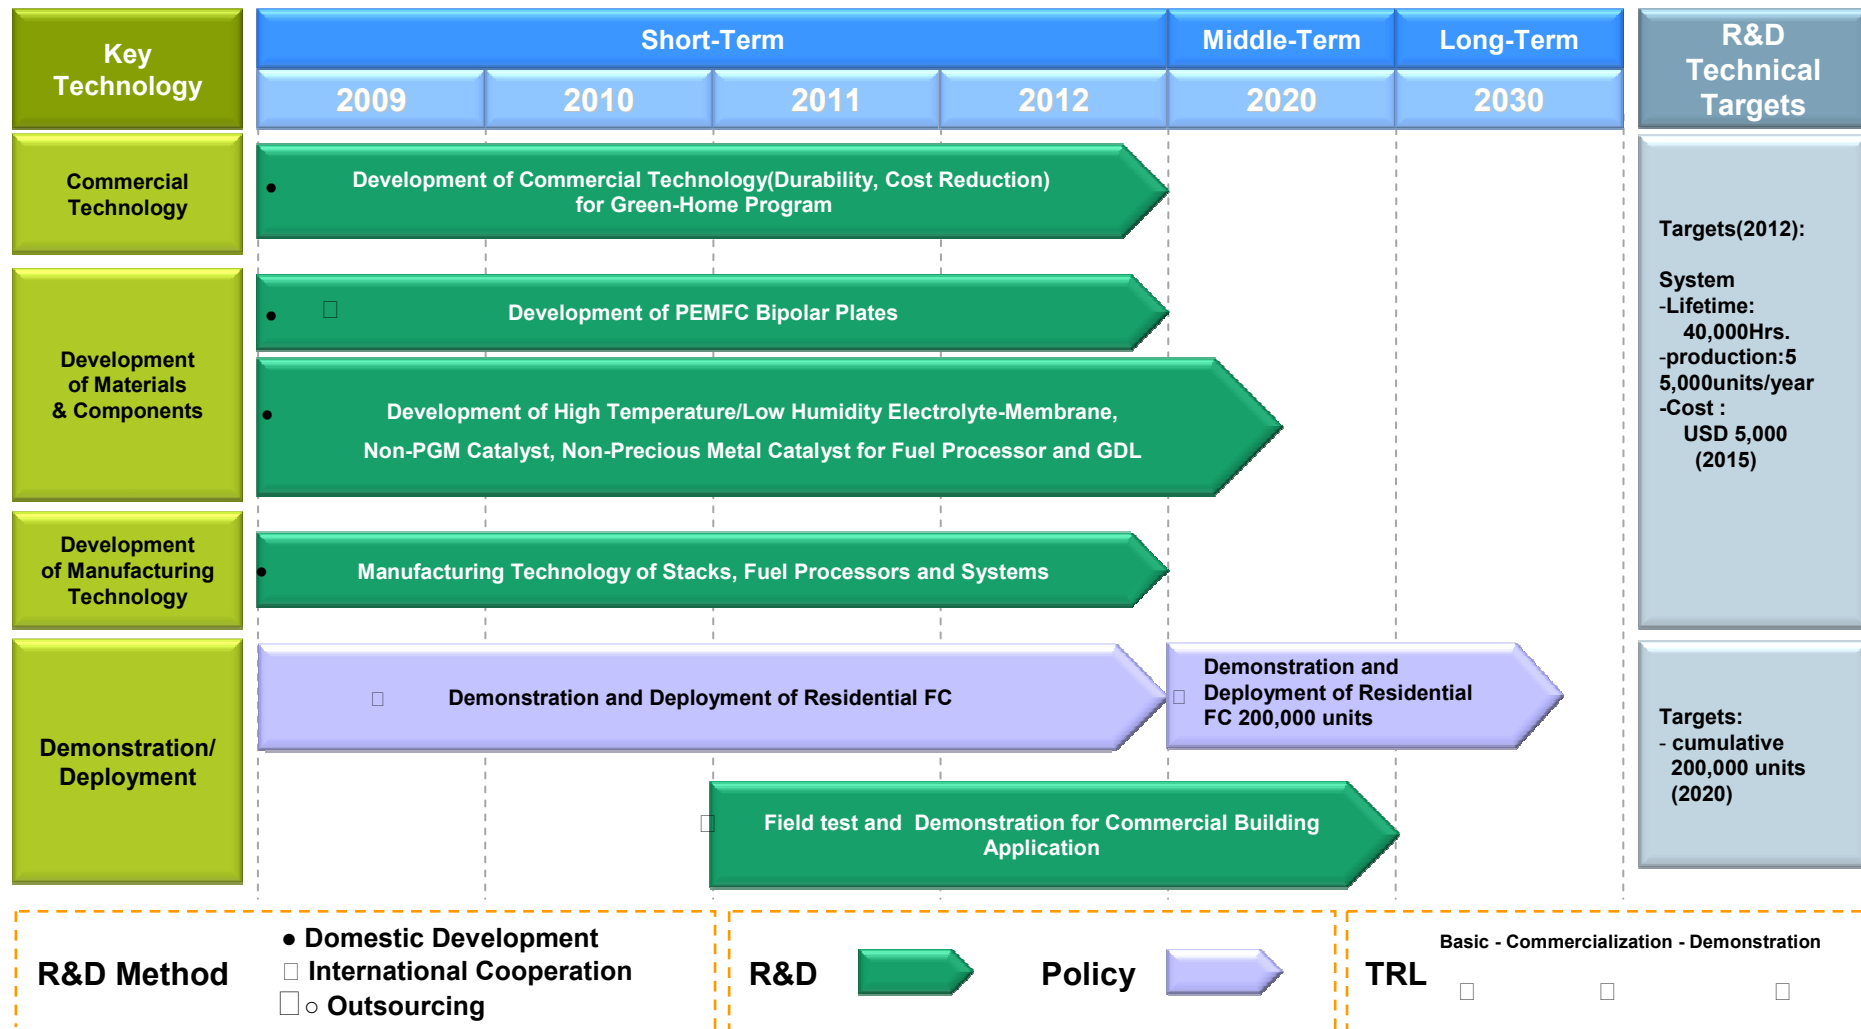 Key
Technology
Short-Term
Middle-Term
Long-Term
R&D
Technical
Targets
2009
2010
2011
2012
2020
2030
Commercial
Technology
● Development of Commercial Technology(Durability, Cost Reduction)
for Green-Home Program
Targets(2012):
System
-Lifetime:
40,000Hrs.
-production:5
5,000units/year
-Cost :
USD 5,000
(2015)
Development
of Materials
& Components
● □ Development of PEMFC Bipolar Plates
● Development of High Temperature/Low Humidity Electrolyte-Membrane,
Non-PGM Catalyst, Non-Precious Metal Catalyst for Fuel Processor and GDL
Development
of Manufacturing
Technology
● Manufacturing Technology of Stacks, Fuel Processors and Systems
Demonstration/
Deployment
□ Demonstration and Deployment of Residential FC
□ Demonstration and
Deployment of Residential
FC 200,000 units
□ Field test and Demonstration for Commercial Building
Application
Targets:
- cumulative
200,000 units
(2020)
R&D Method
● Domestic Development
□ International Cooperation
□ ○ Outsourcing
R&D
Policy
TRL
Basic - Commercialization - Demonstration
□ □ □